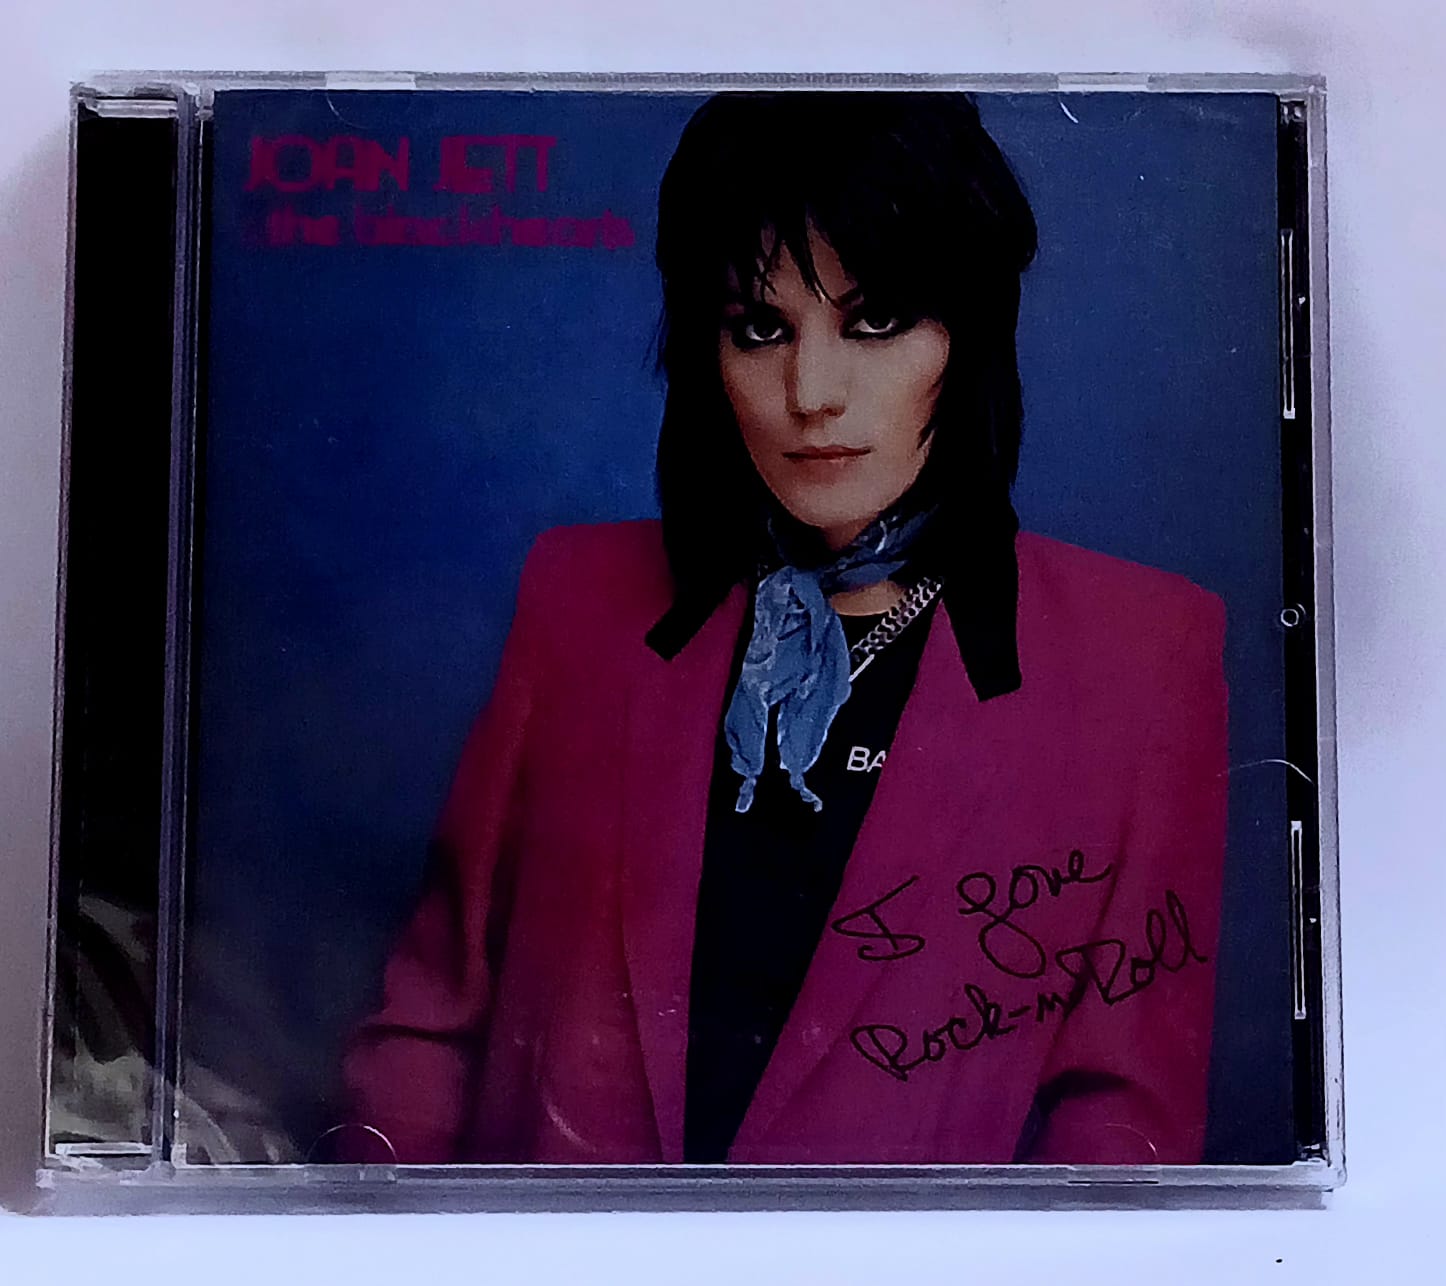 JOAN JETT
the blackhearts
BA
I Love
Rock-n Roll